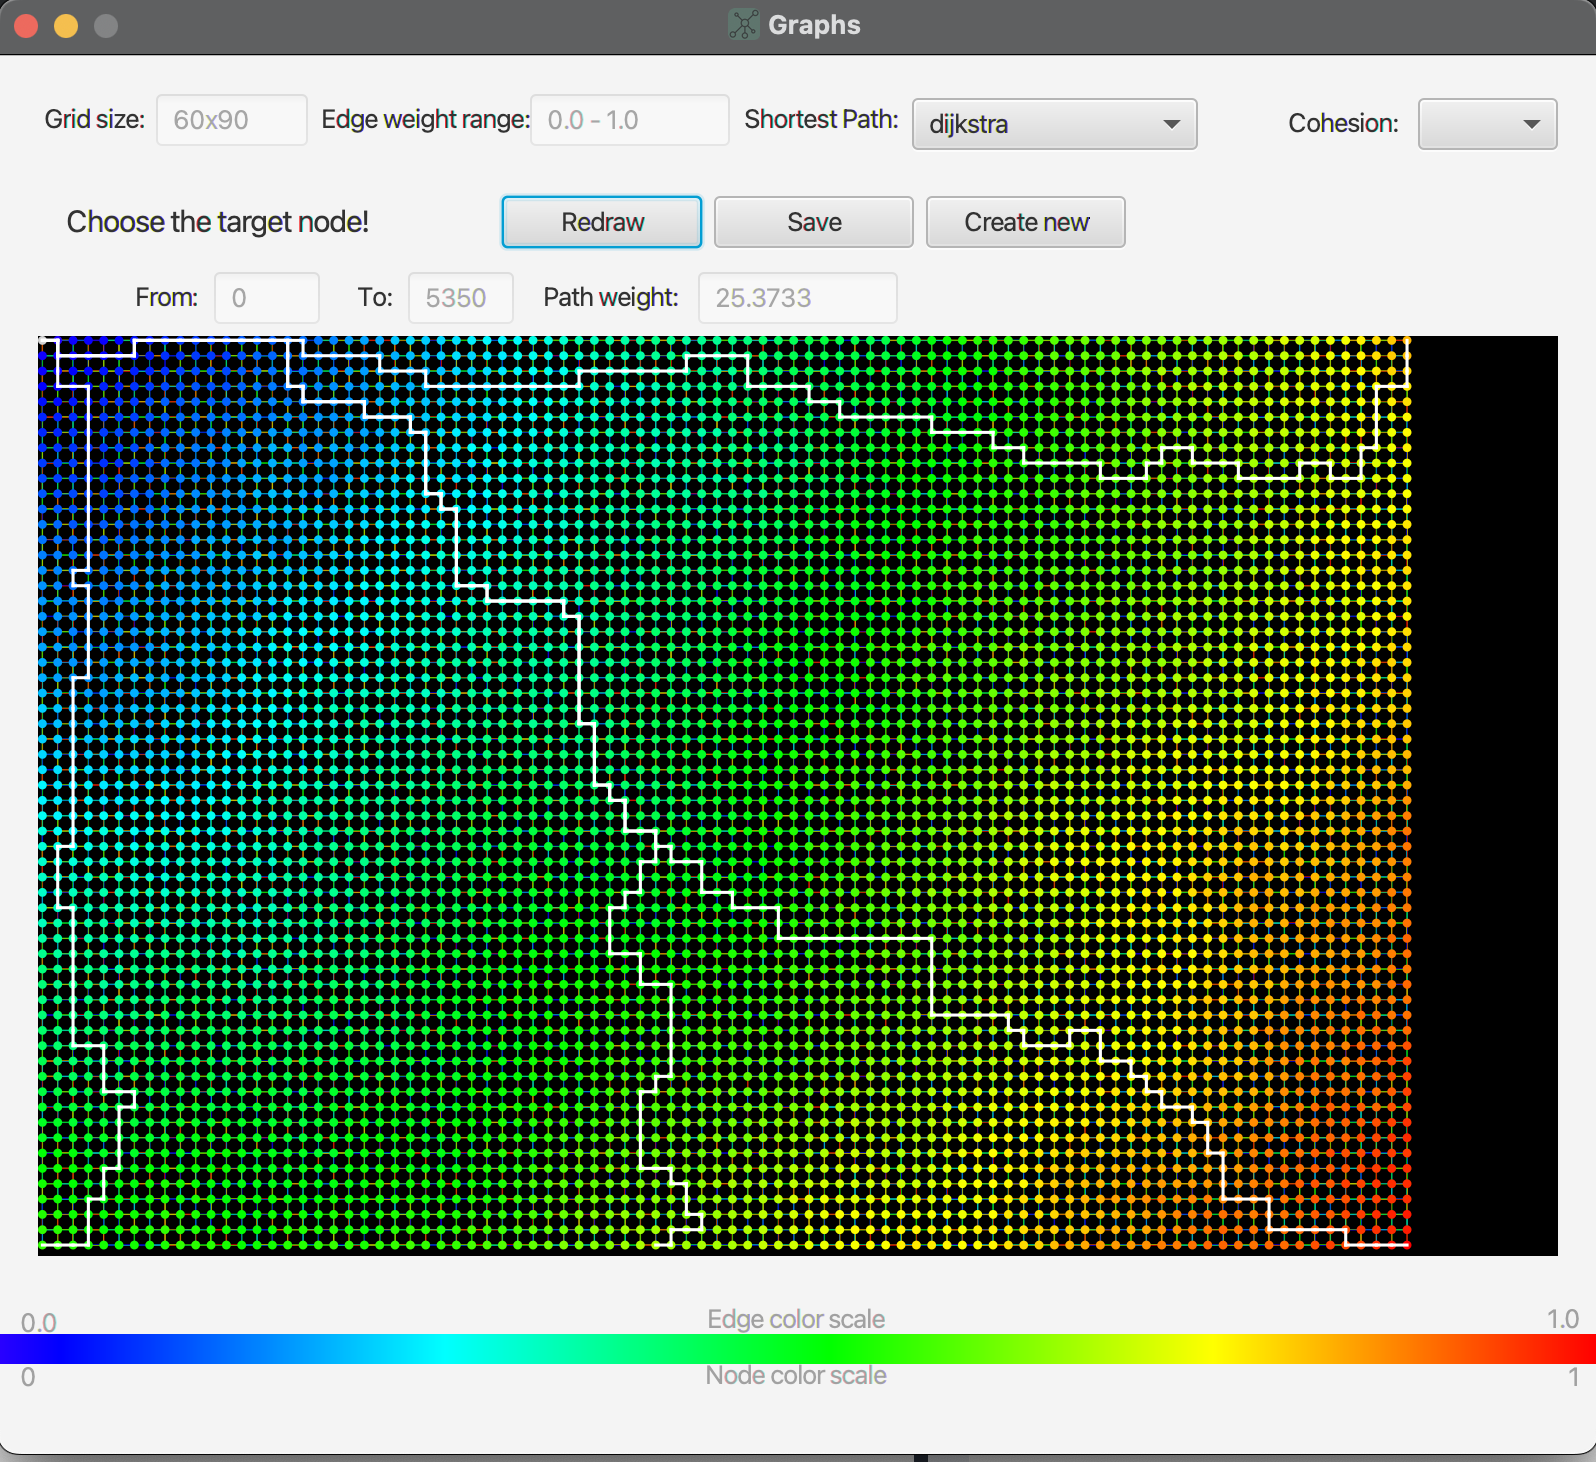 Graphs
Grid size: 60x90 Edge weight range: 0.0 - 1.0 Shortest Path: dijkstra Cohesion:
Choose the target node! Redraw Save Create new
From: 0 To: 5350 Path weight: 25.3733
0.0 Edge color scale 1.0
0 Node color scale 1